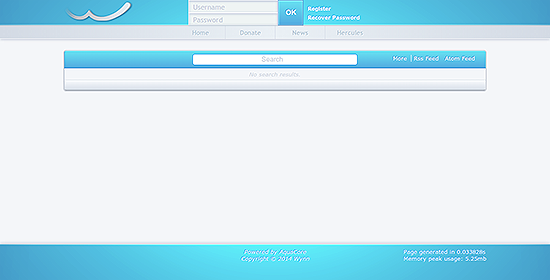 Username
OK
Register
Password
Recover Password
Home Donate News Hercules
Search
Home | Rss Feed Atom Feed
No search results.
Powered by AquaCore
Copyright © 2014 Wynn
Page generated in 0.033828s
Memory peak usage: 5.25mb